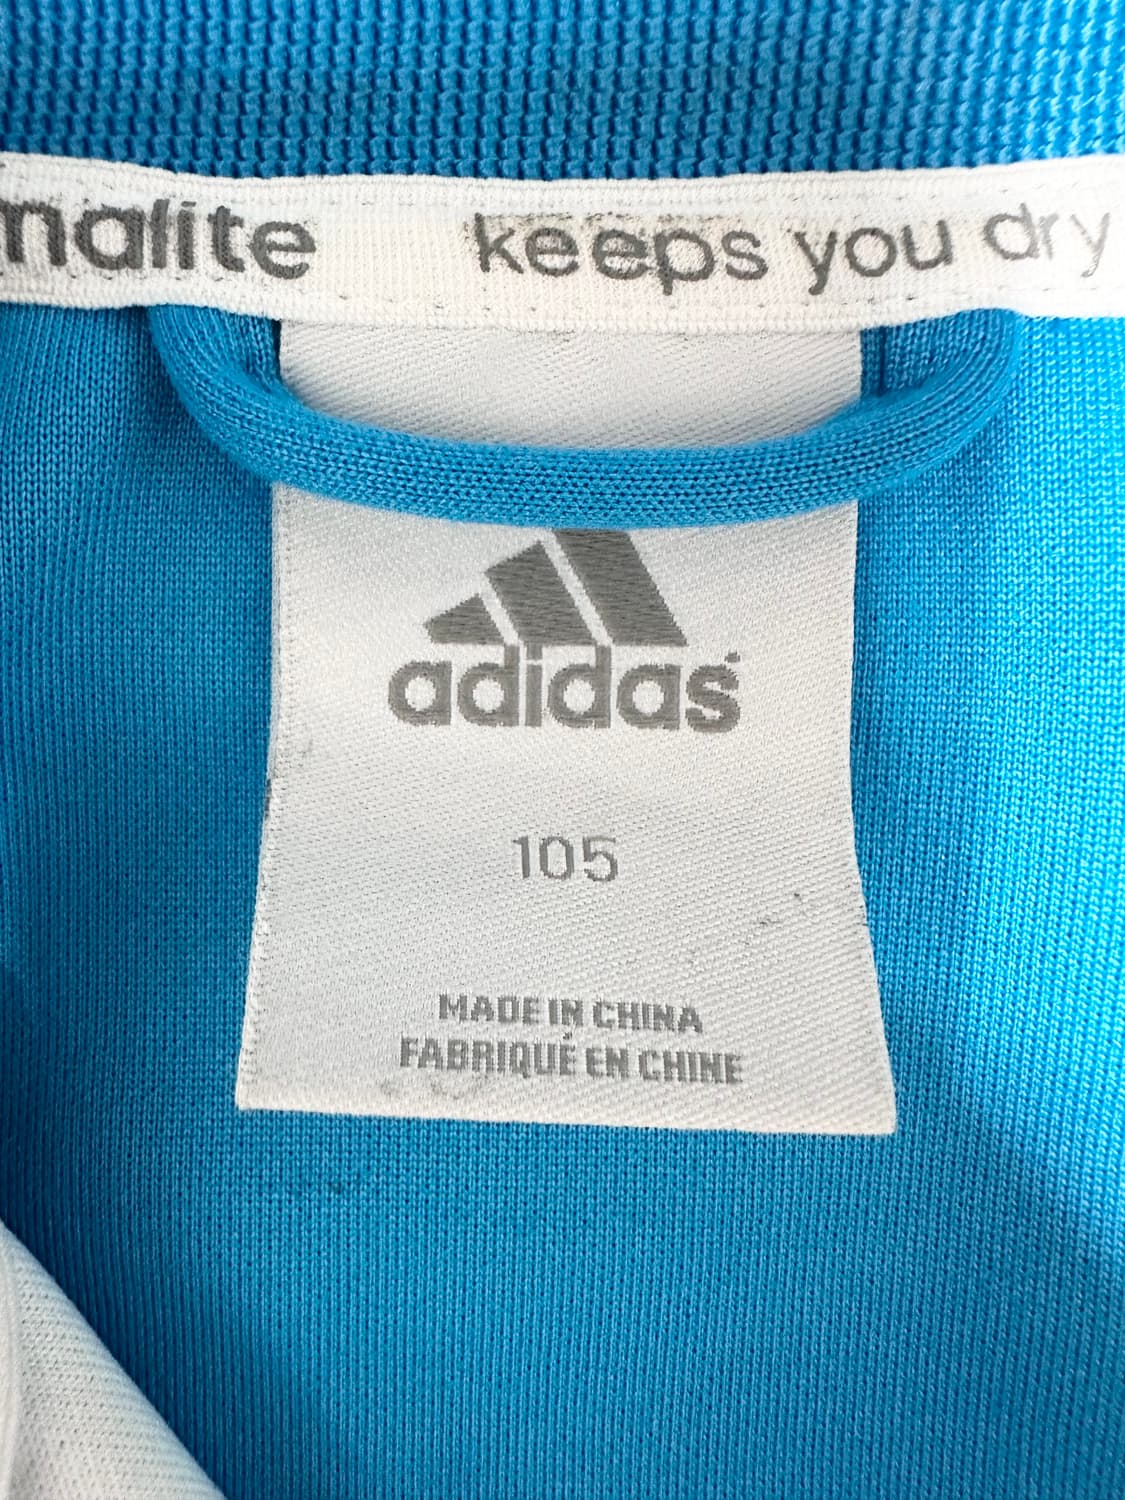 malite keeps you dry
adidas
105
MADE IN CHINA
FABRIQUÉ EN CHINE